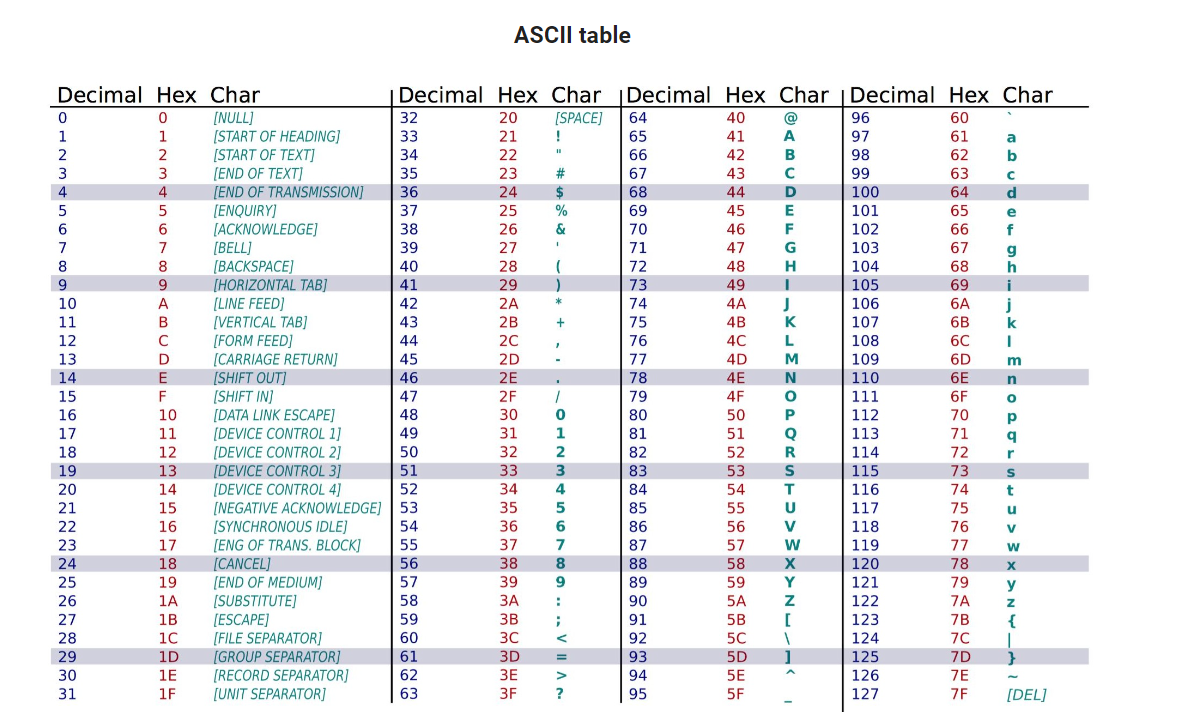 ASCII table
Decimal Hex Char Decimal Hex Char Decimal Hex Char Decimal Hex Char
0 0 [NULL] 32 20 [SPACE] 64 40 @ 96 60 `
1 1 [START OF HEADING] 33 21 ! 65 41 A 97 61 a
2 2 [START OF TEXT] 34 22 " 66 42 B 98 62 b
3 3 [END OF TEXT] 35 23 # 67 43 C 99 63 c
4 4 [END OF TRANSMISSION] 36 24 $ 68 44 D 100 64 d
5 5 [ENQUIRY] 37 25 % 69 45 E 101 65 e
6 6 [ACKNOWLEDGE] 38 26 & 70 46 F 102 66 f
7 7 [BELL] 39 27 ' 71 47 G 103 67 g
8 8 [BACKSPACE] 40 28 ( 72 48 H 104 68 h
9 9 [HORIZONTAL TAB] 41 29 ) 73 49 I 105 69 i
10 A [LINE FEED] 42 2A * 74 4A J 106 6A j
11 B [VERTICAL TAB] 43 2B + 75 4B K 107 6B k
12 C [FORM FEED] 44 2C , 76 4C L 108 6C l
13 D [CARRIAGE RETURN] 45 2D - 77 4D M 109 6D m
14 E [SHIFT OUT] 46 2E . 78 4E N 110 6E n
15 F [SHIFT IN] 47 2F / 79 4F O 111 6F o
16 10 [DATA LINK ESCAPE] 48 30 0 80 50 P 112 70 p
17 11 [DEVICE CONTROL 1] 49 31 1 81 51 Q 113 71 q
18 12 [DEVICE CONTROL 2] 50 32 2 82 52 R 114 72 r
19 13 [DEVICE CONTROL 3] 51 33 3 83 53 S 115 73 s
20 14 [DEVICE CONTROL 4] 52 34 4 84 54 T 116 74 t
21 15 [NEGATIVE ACKNOWLEDGE] 53 35 5 85 55 U 117 75 u
22 16 [SYNCHRONOUS IDLE] 54 36 6 86 56 V 118 76 v
23 17 [ENG OF TRANS. BLOCK] 55 37 7 87 57 W 119 77 w
24 18 [CANCEL] 56 38 8 88 58 X 120 78 x
25 19 [END OF MEDIUM] 57 39 9 89 59 Y 121 79 y
26 1A [SUBSTITUTE] 58 3A : 90 5A Z 122 7A z
27 1B [ESCAPE] 59 3B ; 91 5B [ 123 7B {
28 1C [FILE SEPARATOR] 60 3C < 92 5C \ 124 7C |
29 1D [GROUP SEPARATOR] 61 3D = 93 5D ] 125 7D }
30 1E [RECORD SEPARATOR] 62 3E > 94 5E ^ 126 7E ~
31 1F [UNIT SEPARATOR] 63 3F ? 95 5F _ 127 7F [DEL]